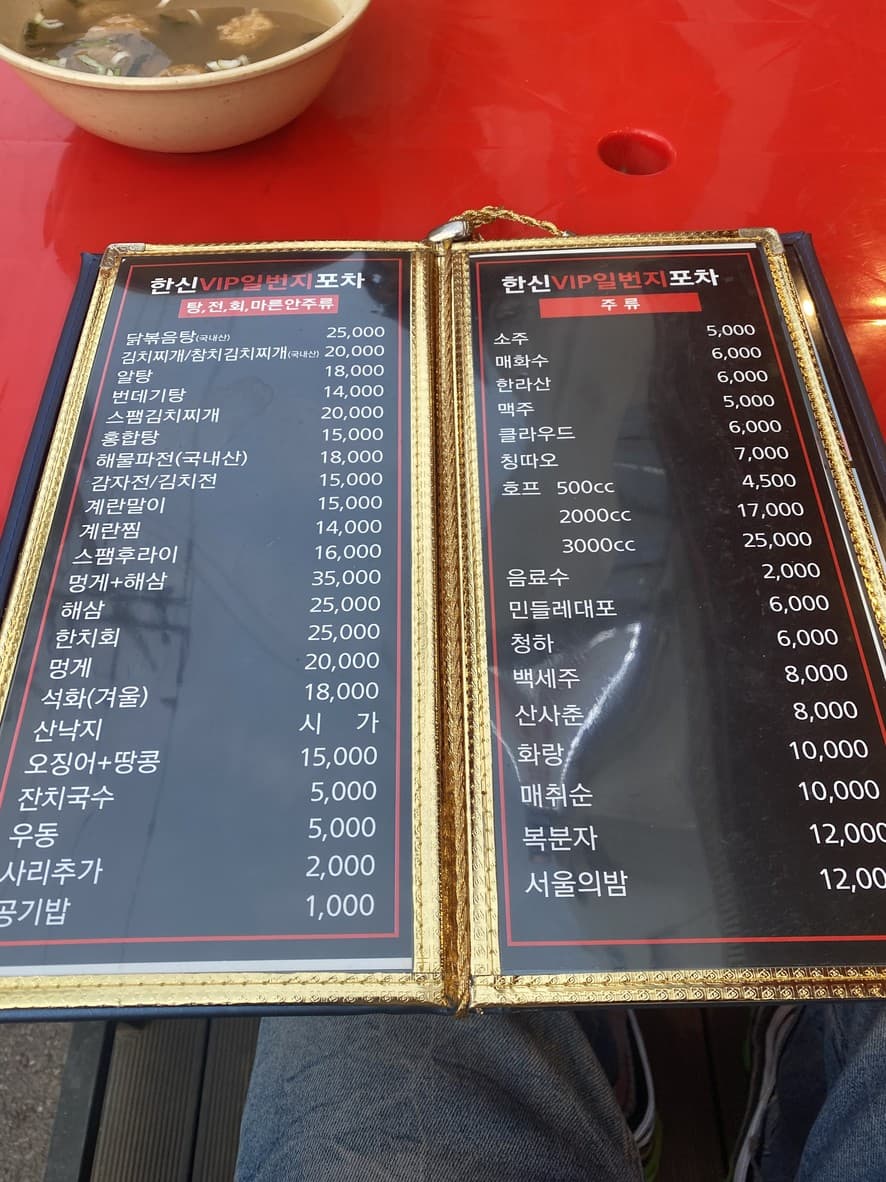 한신VIP일번지포차
탕,전,회,마른안주류
닭볶음탕(국내산) 25,000
김치찌개/참치김치찌개(국내산) 20,000
알탕 18,000
번데기탕 14,000
스팸김치찌개 20,000
홍합탕 15,000
해물파전(국내산) 18,000
감자전/김치전 15,000
계란말이 15,000
계란찜 14,000
스팸후라이 16,000
멍게+해삼 35,000
해삼 25,000
한치회 25,000
멍게 20,000
석화(겨울) 18,000
산낙지 시 가
오징어+땅콩 15,000
잔치국수 5,000
우동 5,000
사리추가 2,000
공기밥 1,000
한신VIP일번지포차
주 류
소주 5,000
매화수 6,000
한라산 6,000
맥주 5,000
클라우드 6,000
칭따오 7,000
호프 500cc 4,500
2000cc 17,000
3000cc 25,000
음료수 2,000
민들레대포 6,000
청하 6,000
백세주 8,000
산사춘 8,000
화랑 10,000
매취순 10,000
복분자 12,000
서울의밤 12,00